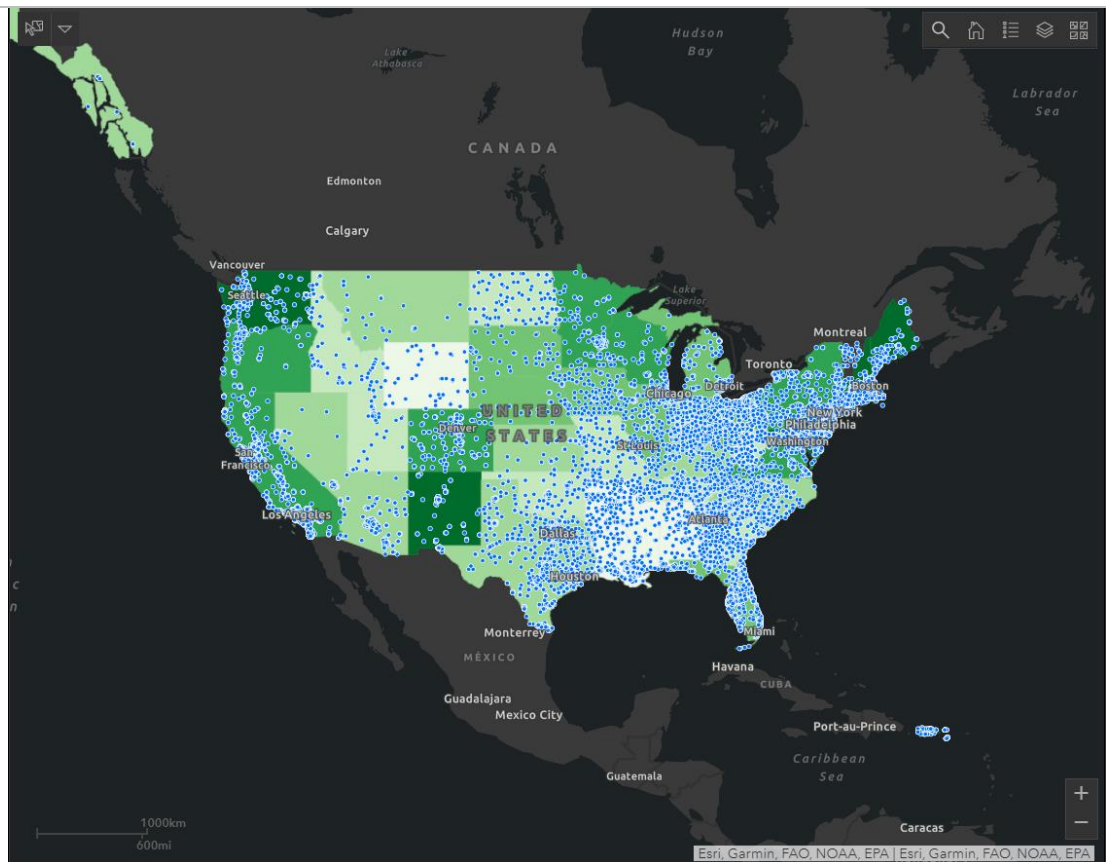 Hudson
Bay
Lake
Athabasca
Labrador
Sea
CANADA
Edmonton
Calgary
Vancouver
Seattle
Lake
Superior
Montreal
Toronto
Boston
Detroit
Chicago
New York
Philadelphia
UNITED
STATES
Denver
Washington
St Louis
San
Francisco
Los Angeles
Atlanta
Dallas
Houston
Miami
Monterrey
MÉXICO
Havana
CUBA
Guadalajara
Mexico City
Port-au-Prince
Caribbean
Sea
Guatemala
c
n
1000km
600mi
Caracas
+
−
Esri, Garmin, FAO, NOAA, EPA | Esri, Garmin, FAO, NOAA, EPA